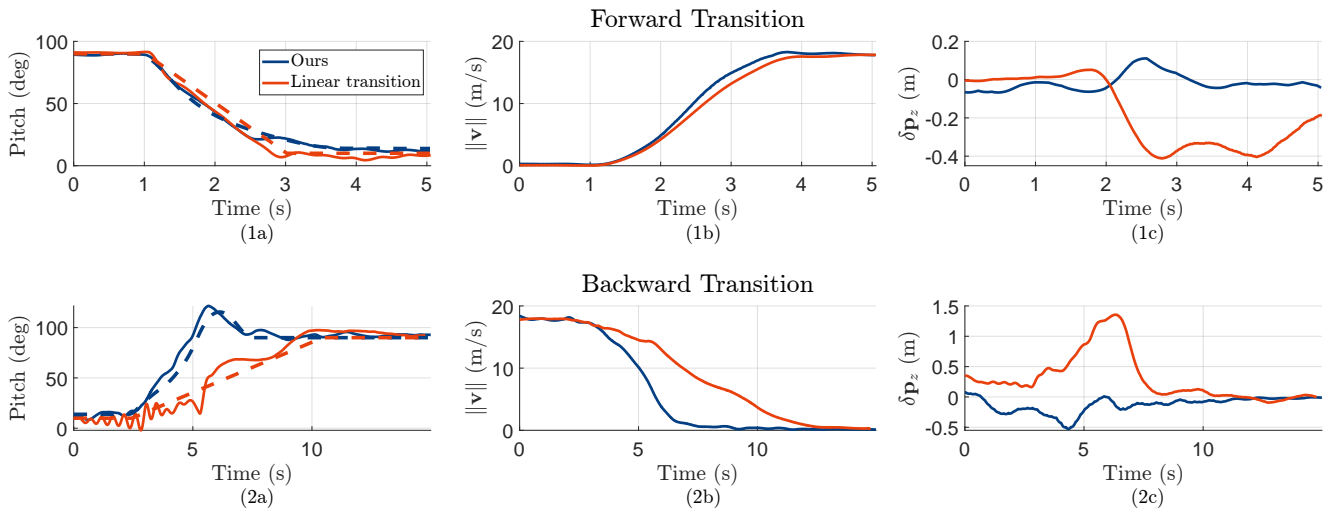 Forward Transition
100
50
0
Pitch (deg)
Ours
Linear transition
0 1 2 3 4 5
Time (s)
(1a)
20
10
0
‖v‖ (m/s)
0 1 2 3 4 5
Time (s)
(1b)
0.2
0
-0.2
-0.4
δp_z (m)
0 1 2 3 4 5
Time (s)
(1c)
Backward Transition
100
50
0
Pitch (deg)
0 5 10
Time (s)
(2a)
20
10
0
‖v‖ (m/s)
0 5 10
Time (s)
(2b)
1.5
1
0.5
0
-0.5
δp_z (m)
0 5 10
Time (s)
(2c)